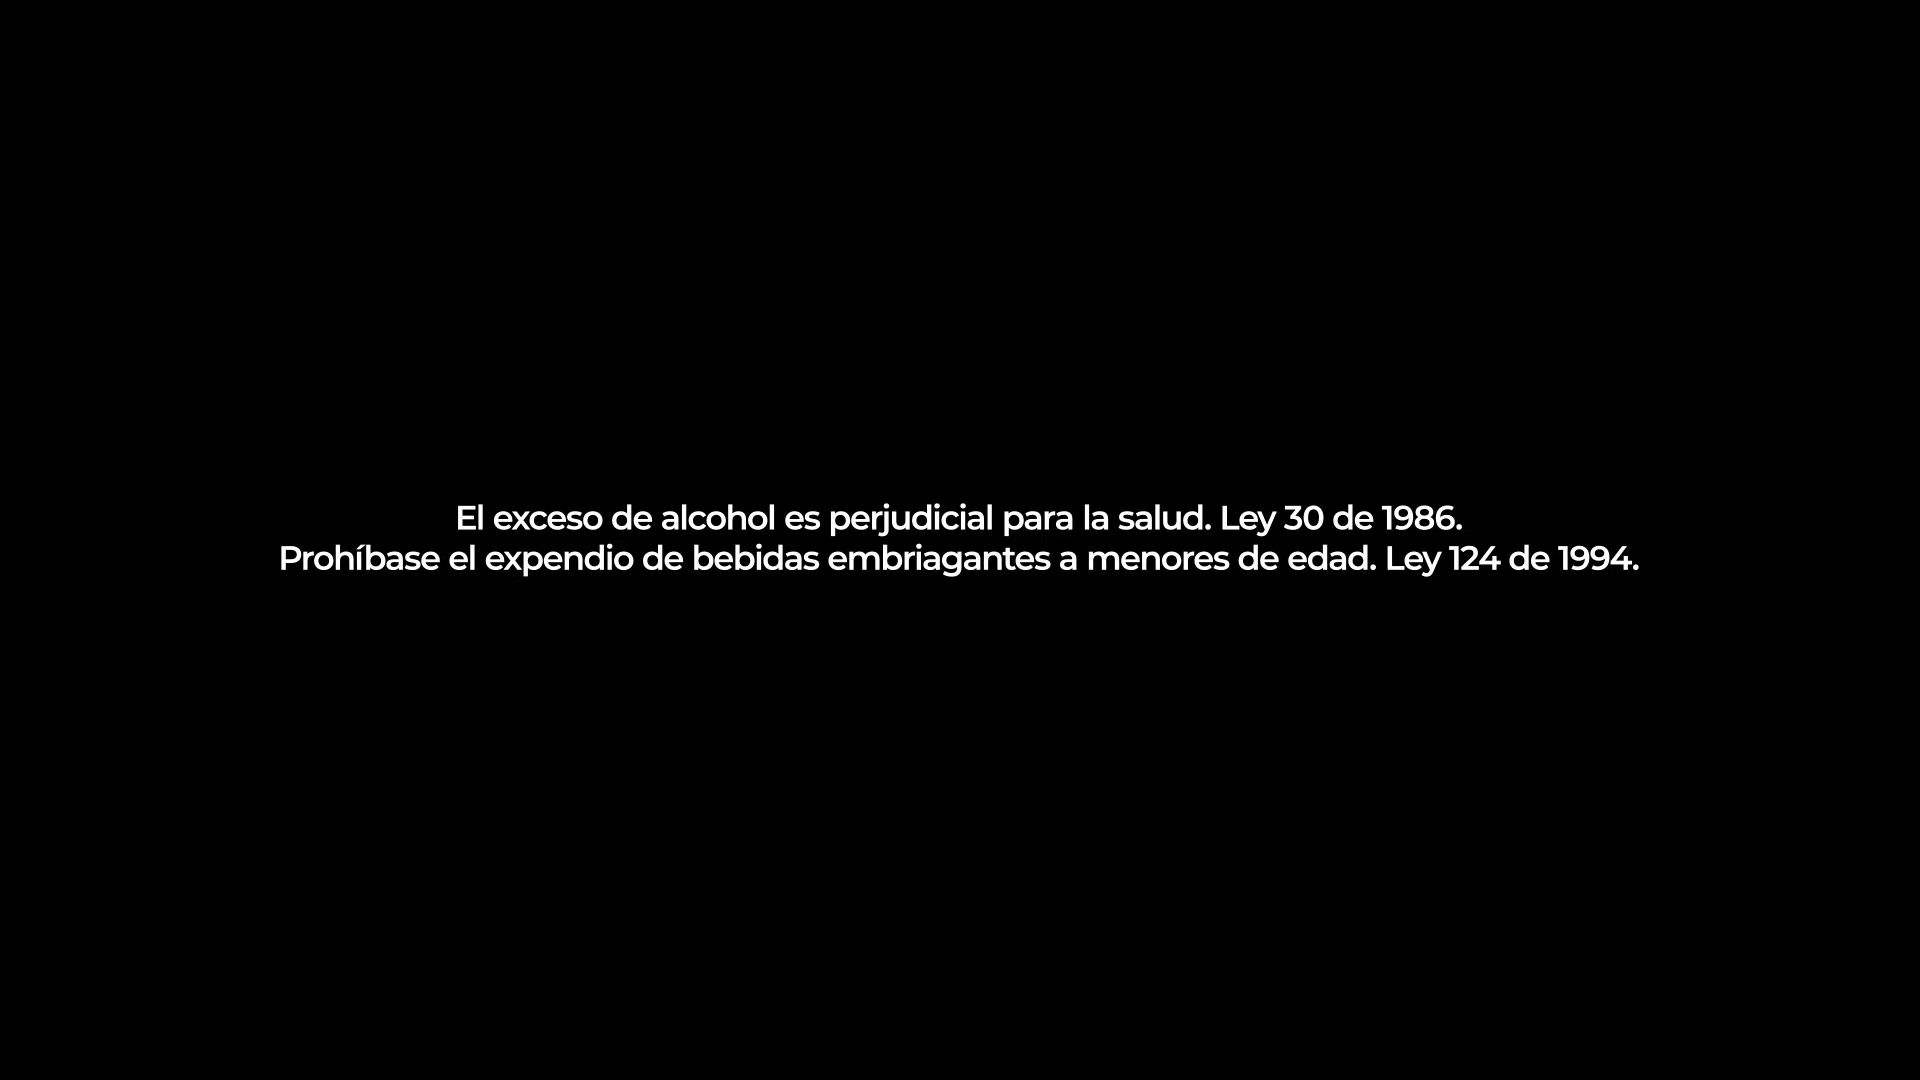 El exceso de alcohol es perjudicial para la salud. Ley 30 de 1986.
Prohíbase el expendio de bebidas embriagantes a menores de edad. Ley 124 de 1994.